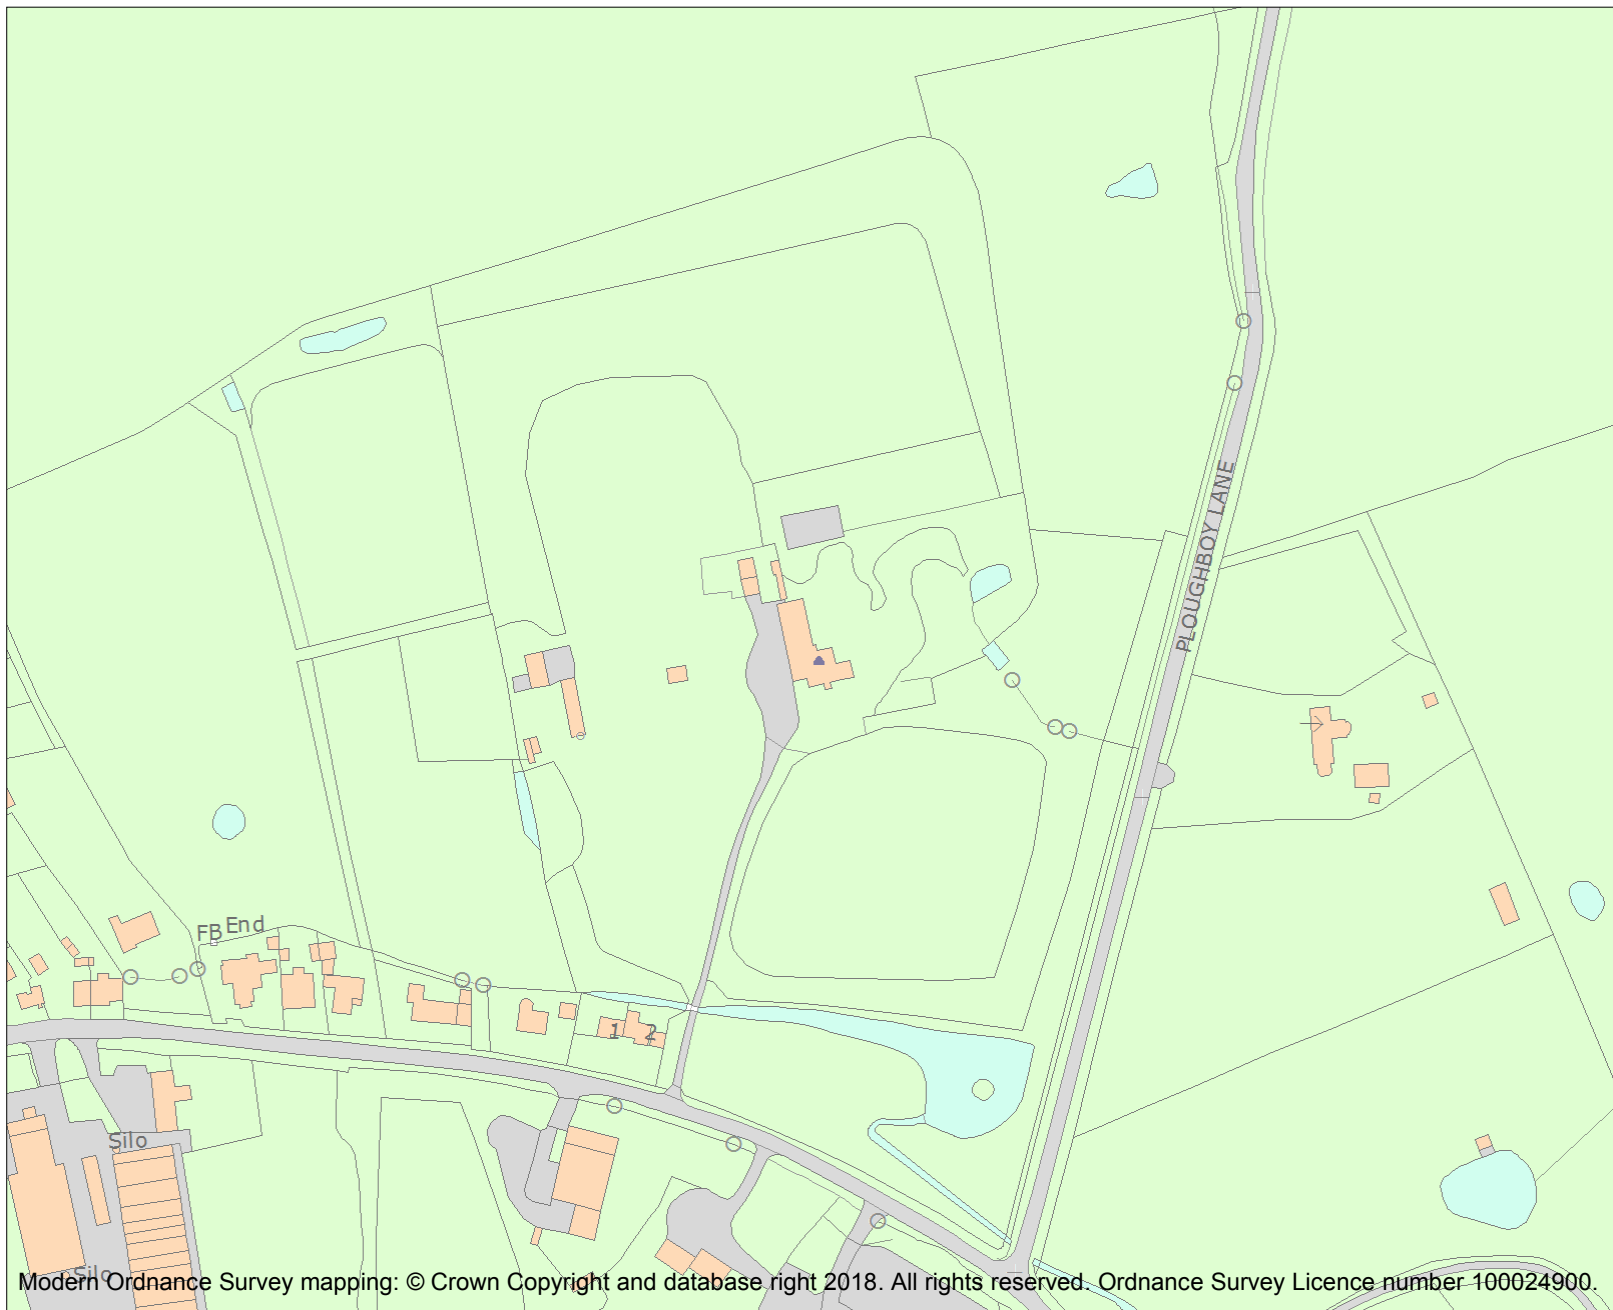 PLOUGHBOY LANE
FB End
1 2
Silo
Silo
Modern Ordnance Survey mapping: © Crown Copyright and database right 2018. All rights reserved. Ordnance Survey Licence number 100024900.